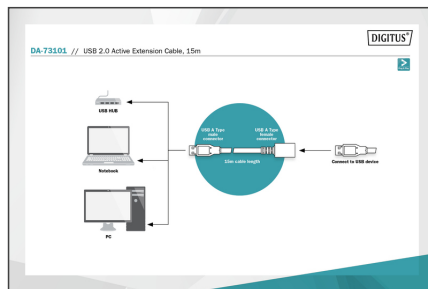 DIGITUS®
DA-73101 // USB 2.0 Active Extension Cable, 15m
USB HUB
USB A Type
male
connector
USB A Type
female
connector
15m cable length
Notebook
Connect to USB device
PC